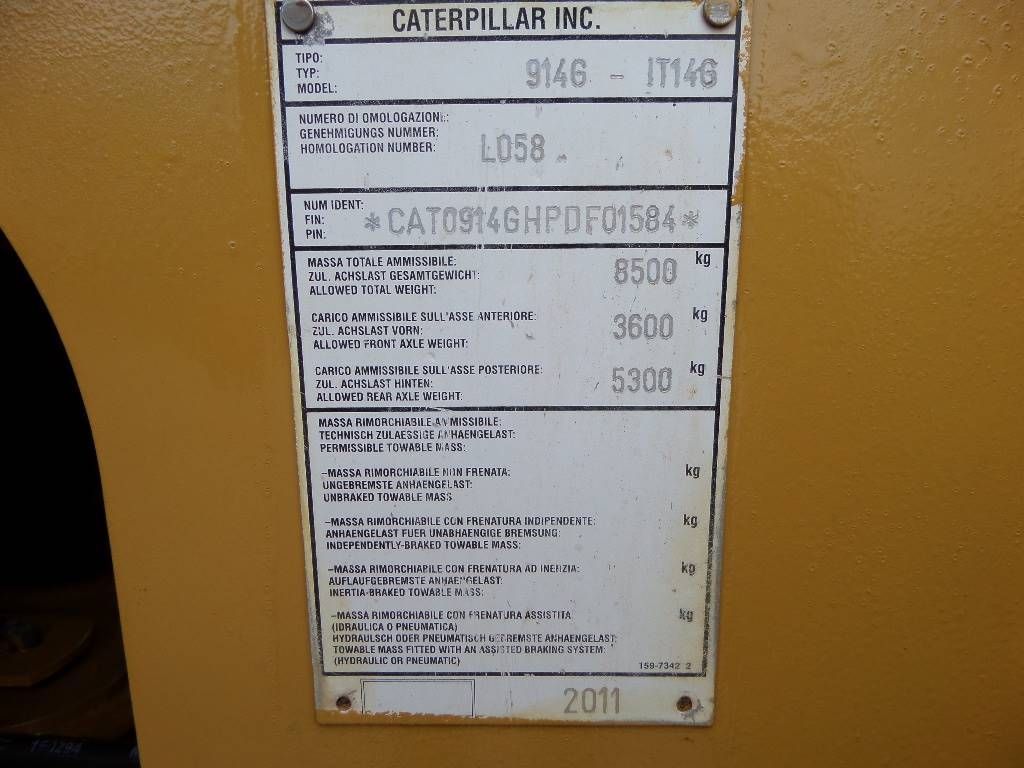 CATERPILLAR INC.
TIPO:
TYP:
MODEL:
914G - IT14G
NUMERO DI OMOLOGAZIONE:
GENEHMIGUNGS NUMMER:
HOMOLOGATION NUMBER:
L058
NUM IDENT:
FIN:
PIN:
*CAT0914GHPDF01584*
MASSA TOTALE AMMISSIBILE:
ZUL. ACHSLAST GESAMTGEWICHT:
ALLOWED TOTAL WEIGHT:
8500 kg
CARICO AMMISSIBILE SULL'ASSE ANTERIORE:
ZUL. ACHSLAST VORN:
ALLOWED FRONT AXLE WEIGHT:
3600 kg
CARICO AMMISSIBILE SULL'ASSE POSTERIORE:
ZUL. ACHSLAST HINTEN:
ALLOWED REAR AXLE WEIGHT:
5300 kg
MASSA RIMORCHIABILE AMMISSIBILE:
TECHNISCH ZULAESSIGE ANHAENGELAST:
PERMISSIBLE TOWABLE MASS:
-MASSA RIMORCHIABILE NON FRENATA: kg
UNGEBREMSTE ANHAENGELAST:
UNBRAKED TOWABLE MASS
-MASSA RIMORCHIABILE CON FRENATURA INDIPENDENTE: kg
ANHAENGELAST FUER UNABHAENGIGE BREMSUNG:
INDEPENDENTLY-BRAKED TOWABLE MASS:
-MASSA RIMORCHIABILE CON FRENATURA AD INERZIA: kg
AUFLAUFGEBREMSTE ANHAENGELAST:
INERTIA-BRAKED TOWABLE MASS:
-MASSA RIMORCHIABILE CON FRENATURA ASSISTITA kg
(IDRAULICA O PNEUMATICA)
HYDRAULSCH ODER PNEUMATISCH GEBREMSTE ANHAENGELAST:
TOWABLE MASS FITTED WITH AN ASSISTED BRAKING SYSTEM:
(HYDRAULIC OR PNEUMATIC)
159-7342 2
2011